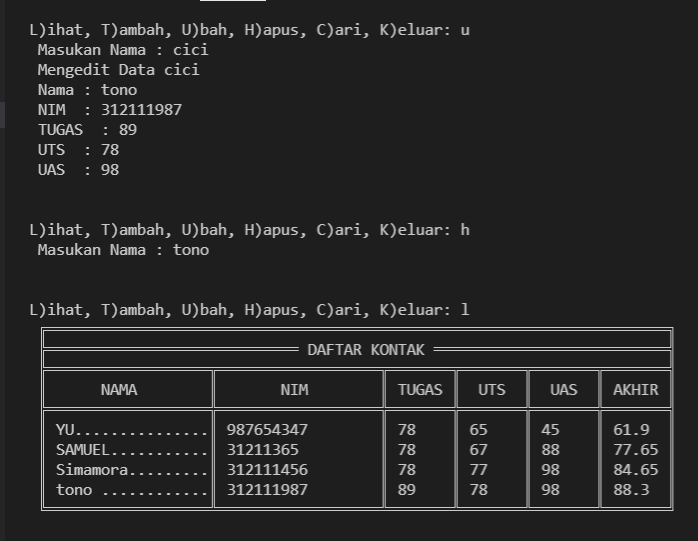 L)ihat, T)ambah, U)bah, H)apus, C)ari, K)eluar: u
Masukan Nama : cici
Mengedit Data cici
Nama : tono
NIM  : 312111987
TUGAS  : 89
UTS  : 78
UAS  : 98
L)ihat, T)ambah, U)bah, H)apus, C)ari, K)eluar: h
Masukan Nama : tono
L)ihat, T)ambah, U)bah, H)apus, C)ari, K)eluar: l
DAFTAR KONTAK
NAMA NIM TUGAS UTS UAS AKHIR
YU............... 987654347 78 65 45 61.9
SAMUEL........... 31211365 78 67 88 77.65
Simamora......... 312111456 78 77 98 84.65
tono ............ 312111987 89 78 98 88.3